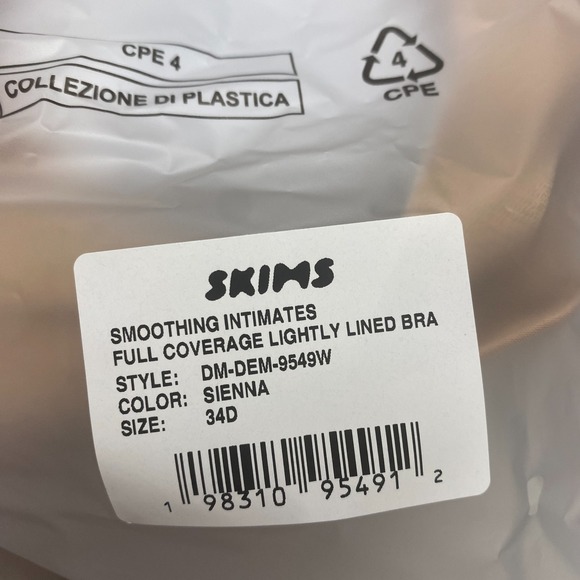 CPE 4
COLLEZIONE DI PLASTICA
4
CPE
SKIMS
SMOOTHING INTIMATES
FULL COVERAGE LIGHTLY LINED BRA
STYLE: DM-DEM-9549W
COLOR: SIENNA
SIZE: 34D
1 98310 95491 2